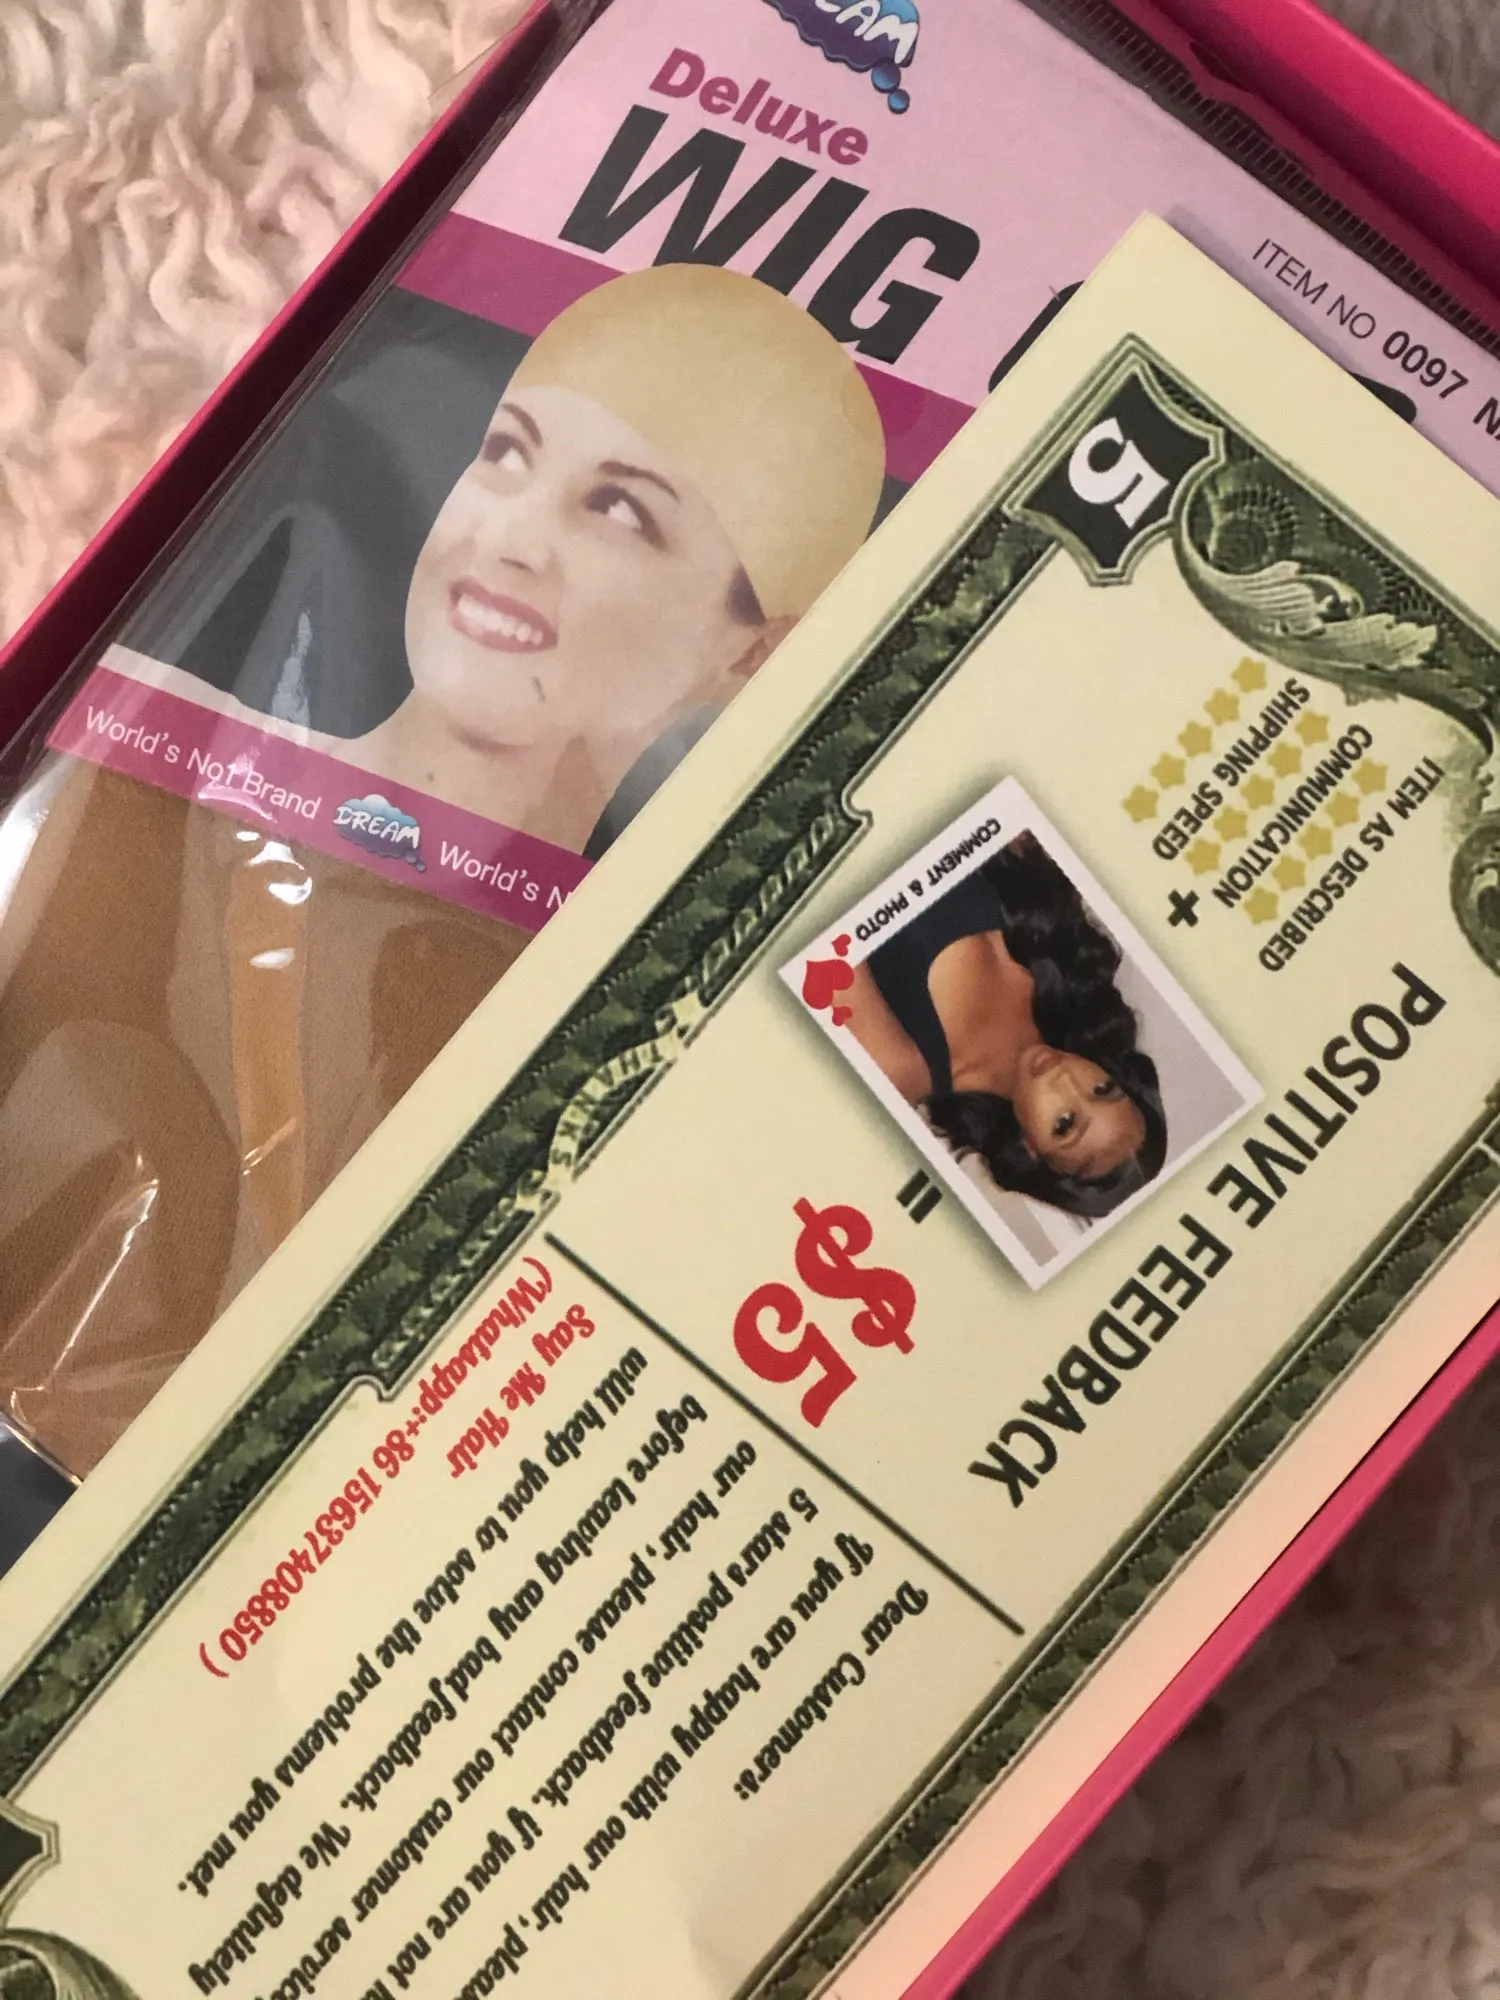 DREAM
Deluxe
WIG
ITEM NO 0097
World's No1 Brand DREAM World's
5
ITEM AS DESCRIBED
COMMUNICATION
SHIPPING SPEED
+
COMMENT & PHOTO
= $5
POSITIVE FEEDBACK
THANKS
Dear Customers:
If you are happy with our hair, please
5 stars positive feedback. if you are not
our hair, please contact our customer
before leaving any bad feedback. We definitely
will help you to solve the problems you met.
Say Me Hair
(Whatsapp:+86 15637408850)